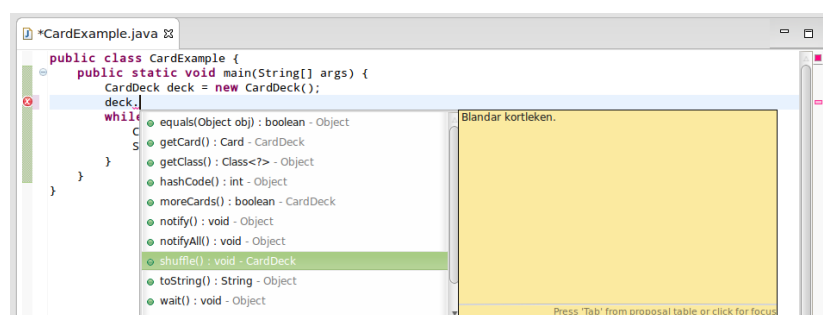 *CardExample.java
public class CardExample {
public static void main(String[] args) {
CardDeck deck = new CardDeck();
deck.
while
C
S
}
}
}
equals(Object obj) : boolean - Object
getCard() : Card - CardDeck
getClass() : Class<?> - Object
hashCode() : int - Object
moreCards() : boolean - CardDeck
notify() : void - Object
notifyAll() : void - Object
shuffle() : void - CardDeck
toString() : String - Object
wait() : void - Object
Blandar kortleken.
Press 'Tab' from proposal table or click for focus